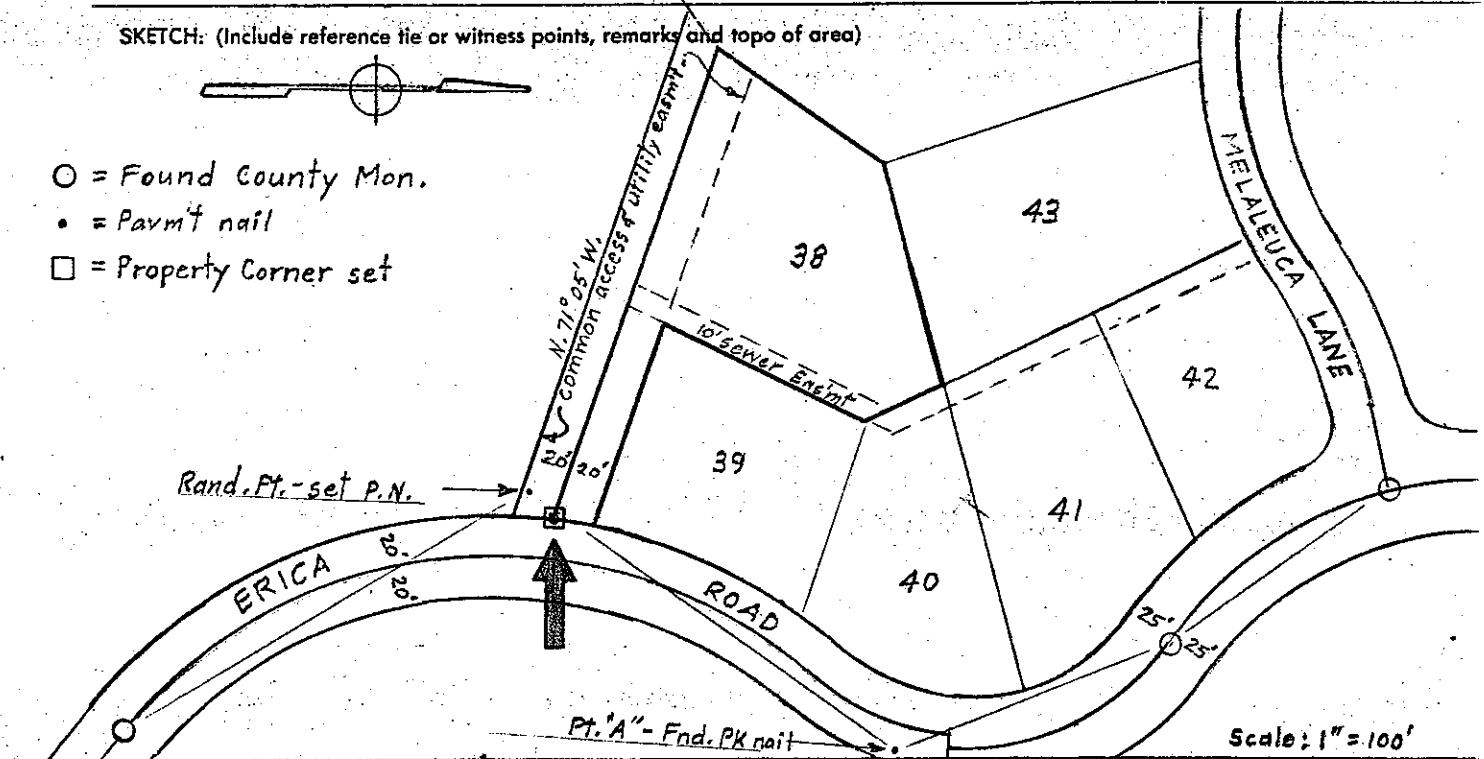 SKETCH: (Include reference tie or witness points, remarks and topo of area)
O = Found County Mon.
• = Pavm't nail
□ = Property Corner set
N. 71° 05' W.
Common access & utility easm't
38
43
MELALEUCA LANE
10' sewer Eas'mt
42
39
20' 20'
Rand. Pt. - set P.N.
41
40
ERICA ROAD
20'
20'
25' 25'
Pt. "A" - Fnd. PK nail
Scale: 1" = 100'